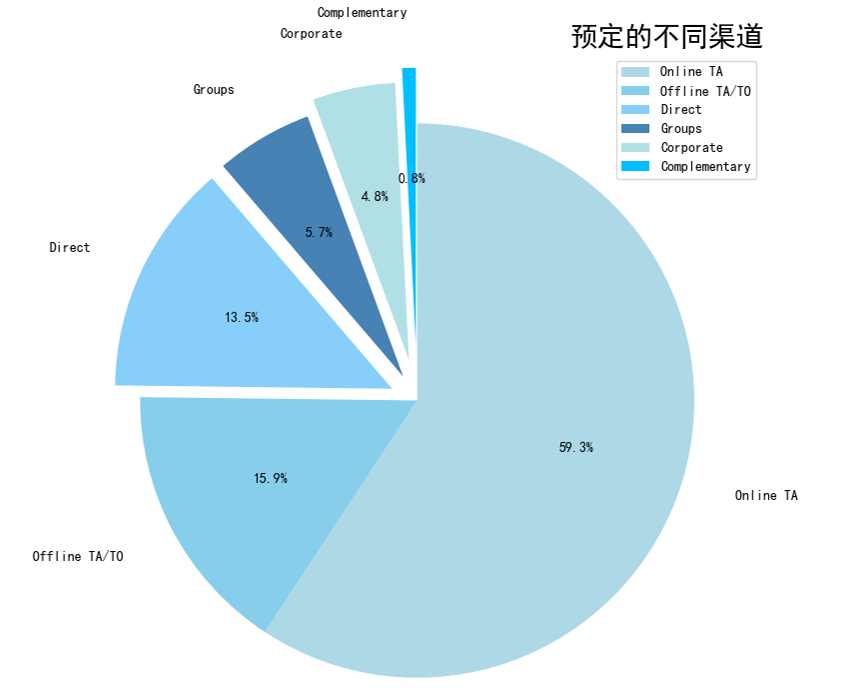 Complementary
Corporate
预定的不同渠道
Online TA
Offline TA/TO
Direct
Groups
Corporate
Complementary
Groups
0.8%
4.8%
5.7%
Direct
13.5%
59.3%
15.9%
Online TA
Offline TA/TO